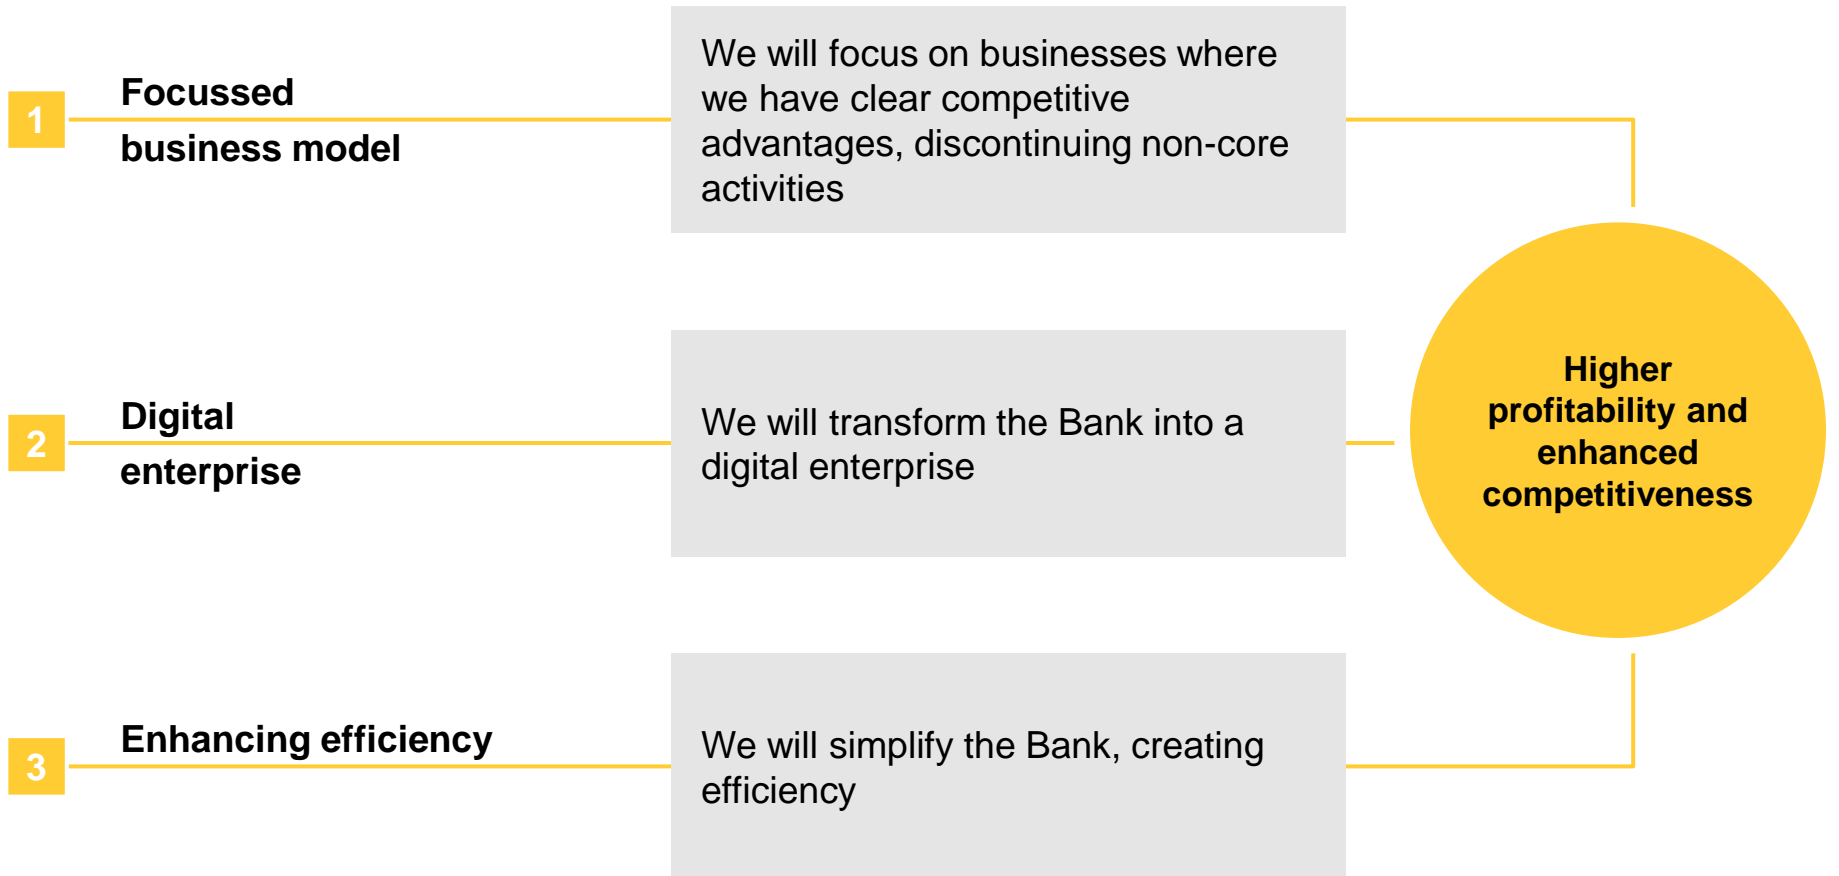 1
Focussed
business model
We will focus on businesses where
we have clear competitive
advantages, discontinuing non-core
activities
2
Digital
enterprise
We will transform the Bank into a
digital enterprise
3
Enhancing efficiency
We will simplify the Bank, creating
efficiency
Higher
profitability and
enhanced
competitiveness